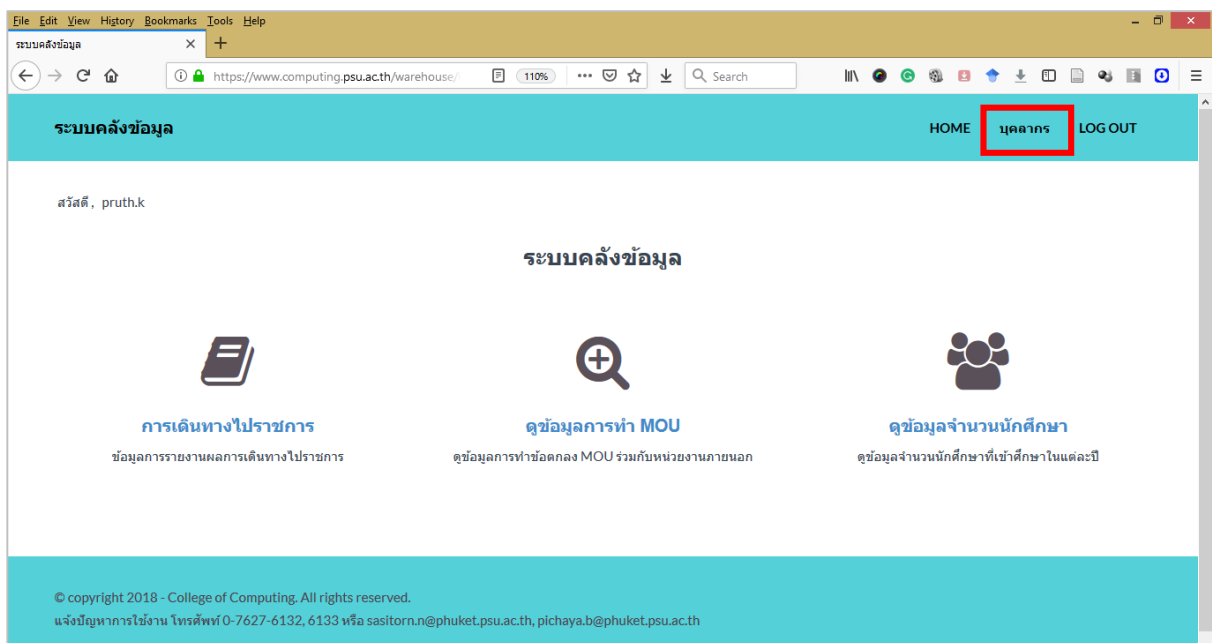 File Edit View History Bookmarks Tools Help
ระบบคลังข้อมูล
https://www.computing.psu.ac.th/warehouse/ 110% Search
ระบบคลังข้อมูล HOME บุคลากร LOG OUT
สวัสดี , pruth.k
ระบบคลังข้อมูล
การเดินทางไปราชการ ดูข้อมูลการทำ MOU ดูข้อมูลจำนวนนักศึกษา
ข้อมูลการรายงานผลการเดินทางไปราชการ ดูข้อมูลการทำข้อตกลง MOU ร่วมกับหน่วยงานภายนอก ดูข้อมูลจำนวนนักศึกษาที่เข้าศึกษาในแต่ละปี
© copyright 2018 - College of Computing. All rights reserved.
แจ้งปัญหาการใช้งาน โทรศัพท์ 0-7627-6132, 6133 หรือ sasitorn.n@phuket.psu.ac.th, pichaya.b@phuket.psu.ac.th